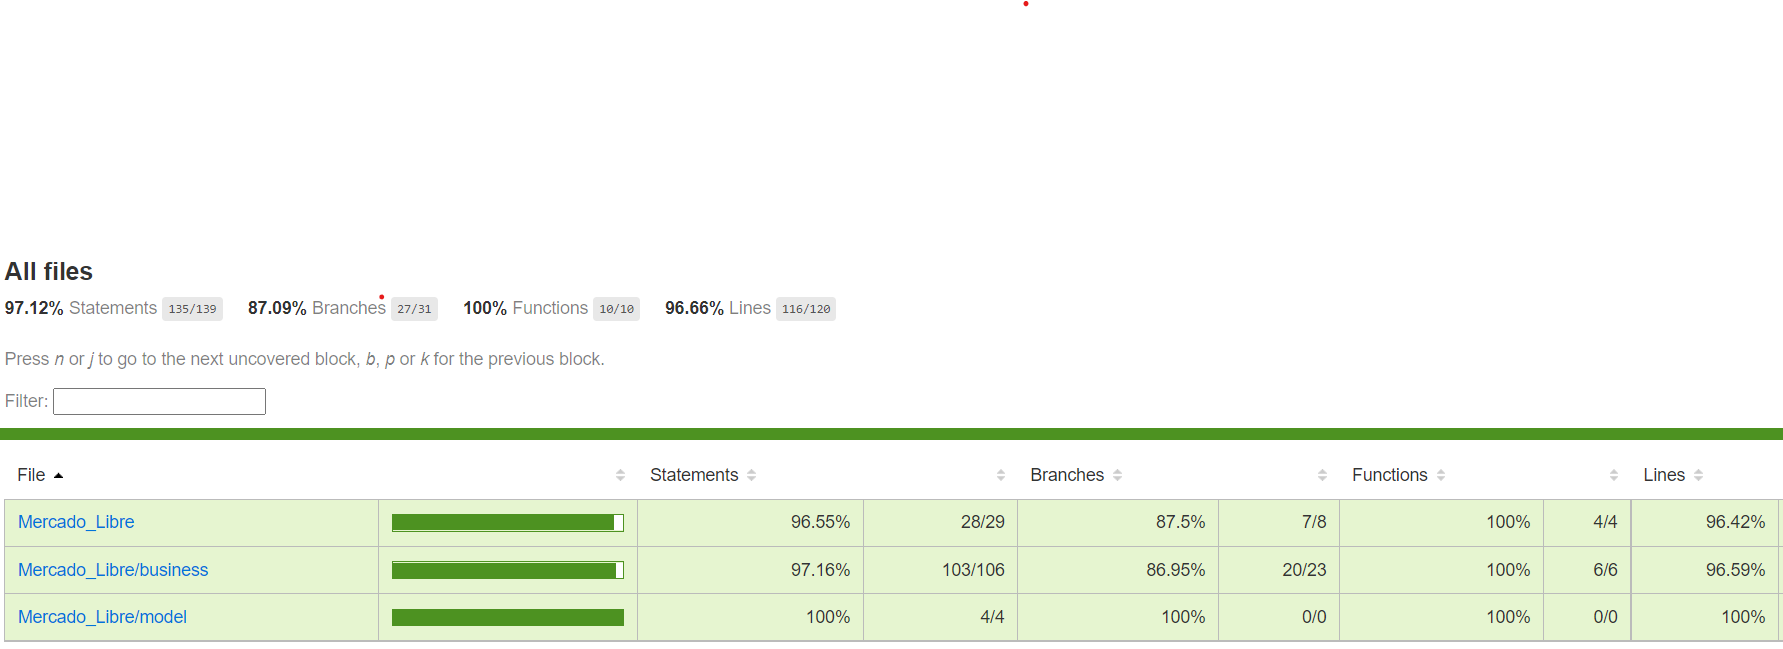 All files
97.12% Statements 135/139 87.09% Branches 27/31 100% Functions 10/10 96.66% Lines 116/120
Press n or j to go to the next uncovered block, b, p or k for the previous block.
Filter:
File Statements Branches Functions Lines
Mercado_Libre 96.55% 28/29 87.5% 7/8 100% 4/4 96.42%
Mercado_Libre/business 97.16% 103/106 86.95% 20/23 100% 6/6 96.59%
Mercado_Libre/model 100% 4/4 100% 0/0 100% 0/0 100%